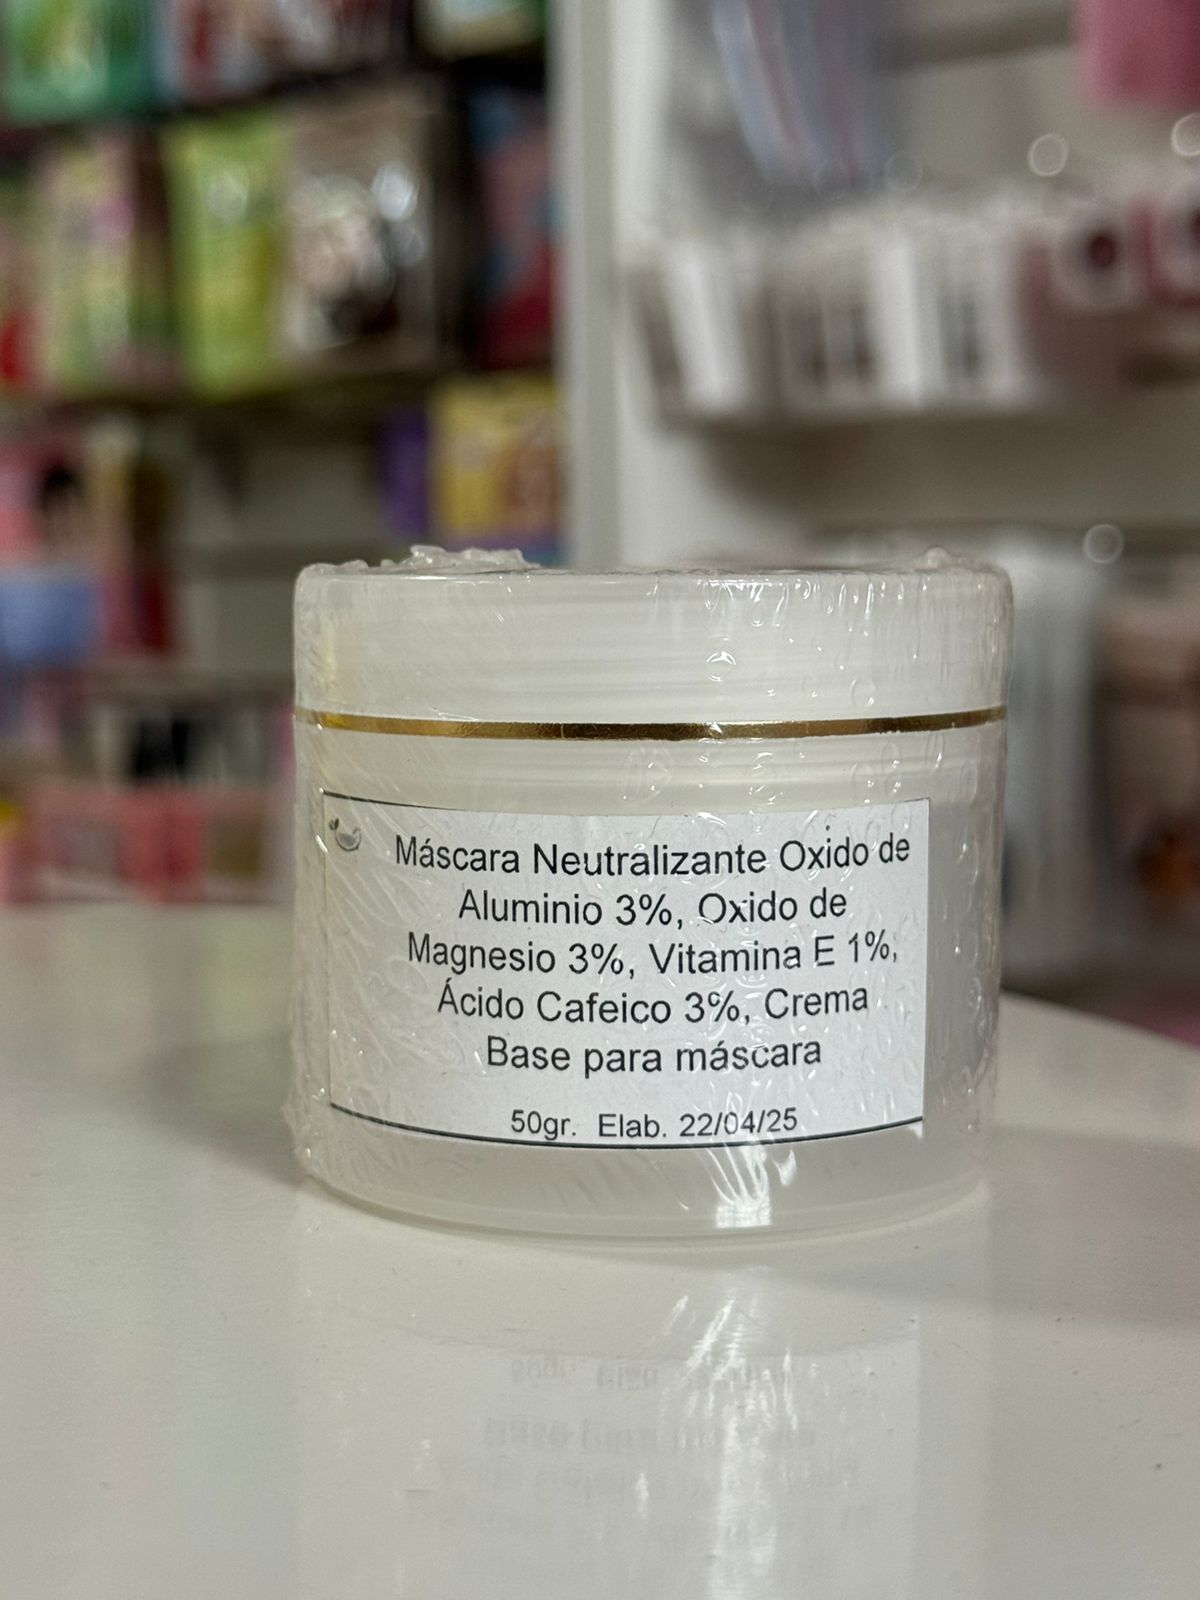 Máscara Neutralizante Oxido de
Aluminio 3%, Oxido de
Magnesio 3%, Vitamina E 1%,
Ácido Cafeico 3%, Crema
Base para máscara
50gr. Elab. 22/04/25